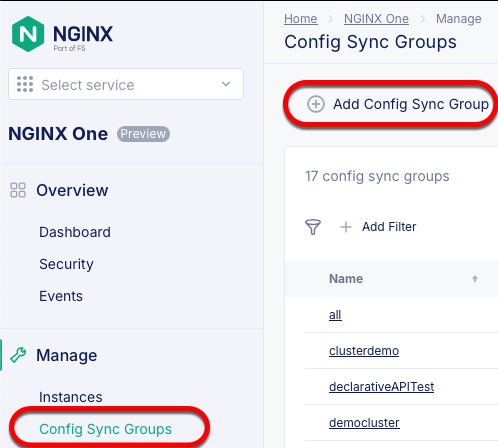 NGINX
Part of F5
Select service
NGINX One Preview
Overview
Dashboard
Security
Events
Manage
Instances
Config Sync Groups
Home > NGINX One > Manage
Config Sync Groups
Add Config Sync Group
17 config sync groups
Add Filter
Name
all
clusterdemo
declarativeAPITest
democluster